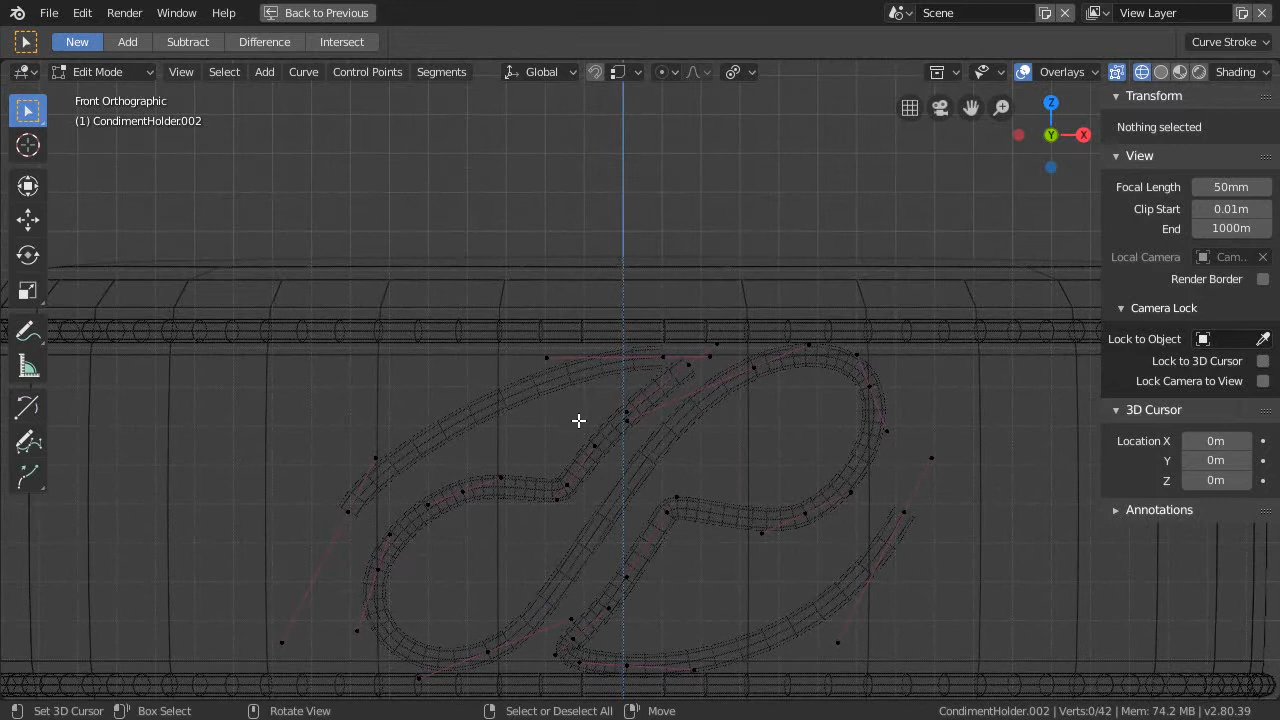 File Edit Render Window Help Back to Previous Scene View Layer
New Add Subtract Difference Intersect Curve Stroke
Edit Mode View Select Add Curve Control Points Segments Global Overlays Shading
Front Orthographic
(1) CondimentHolder.002
Z
Y
X
Transform
Nothing selected
View
Focal Length 50mm
Clip Start 0.01m
End 1000m
Local Camera Cam..
Render Border
Camera Lock
Lock to Object
Lock to 3D Cursor
Lock Camera to View
3D Cursor
Location X 0m
Y 0m
Z 0m
Annotations
Set 3D Cursor Box Select Rotate View Select or Deselect All Move CondimentHolder.002 | Verts:0/42 | Mem: 74.2 MB | v2.80.39